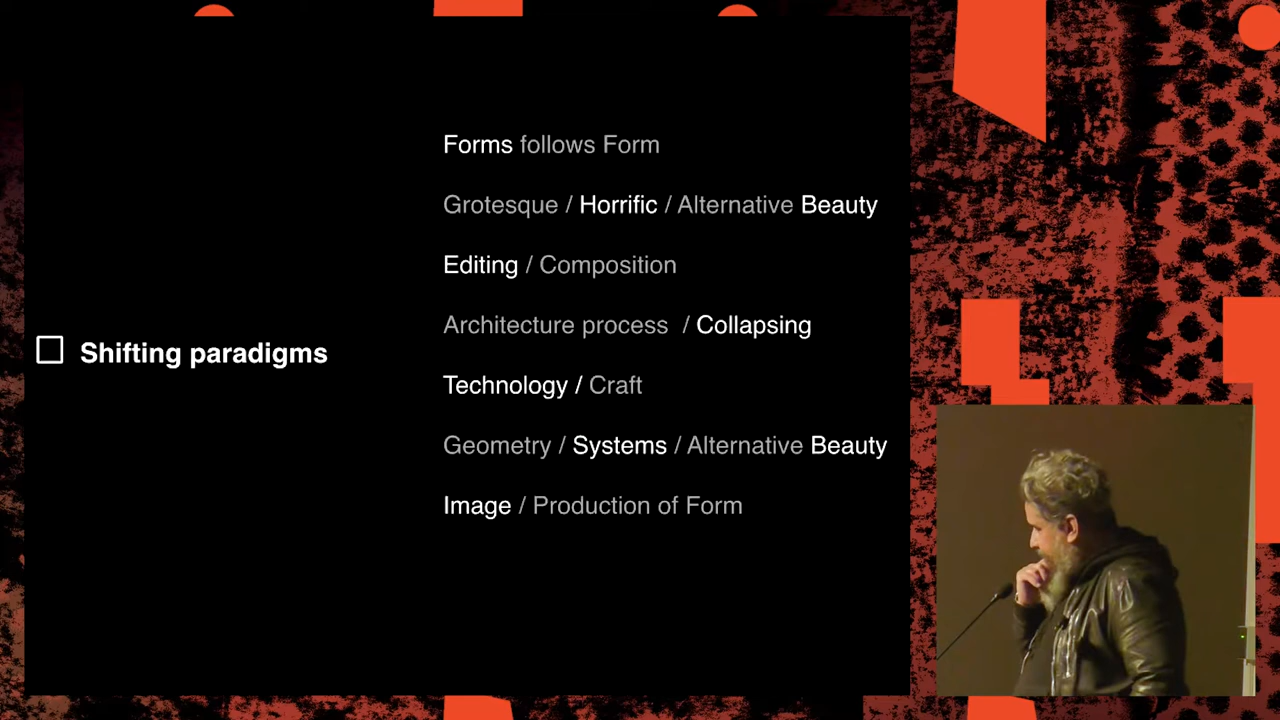 Forms follows Form
Grotesque / Horrific / Alternative Beauty
Editing / Composition
Architecture process / Collapsing
Shifting paradigms
Technology / Craft
Geometry / Systems / Alternative Beauty
Image / Production of Form